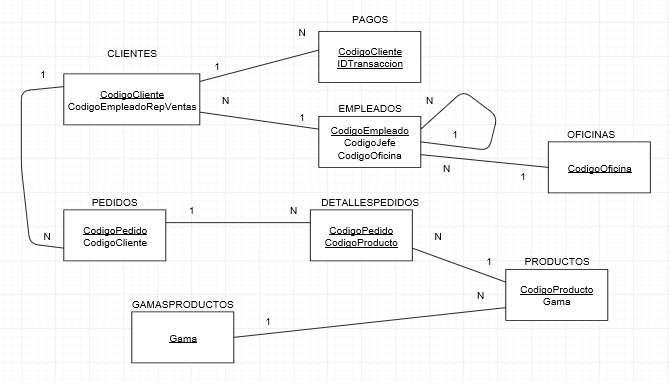 PAGOS
N
CodigoCliente
IDTransaccion
CLIENTES
1
1
CodigoCliente
CodigoEmpleadoRepVentas
N
1
EMPLEADOS
N
CodigoEmpleado
CodigoJefe
CodigoOficina
1
N
OFICINAS
1
CodigoOficina
PEDIDOS
1
N
N
CodigoPedido
CodigoCliente
DETALLESPEDIDOS
CodigoPedido
CodigoProducto
N
1
PRODUCTOS
N
CodigoProducto
Gama
GAMASPRODUCTOS
1
Gama